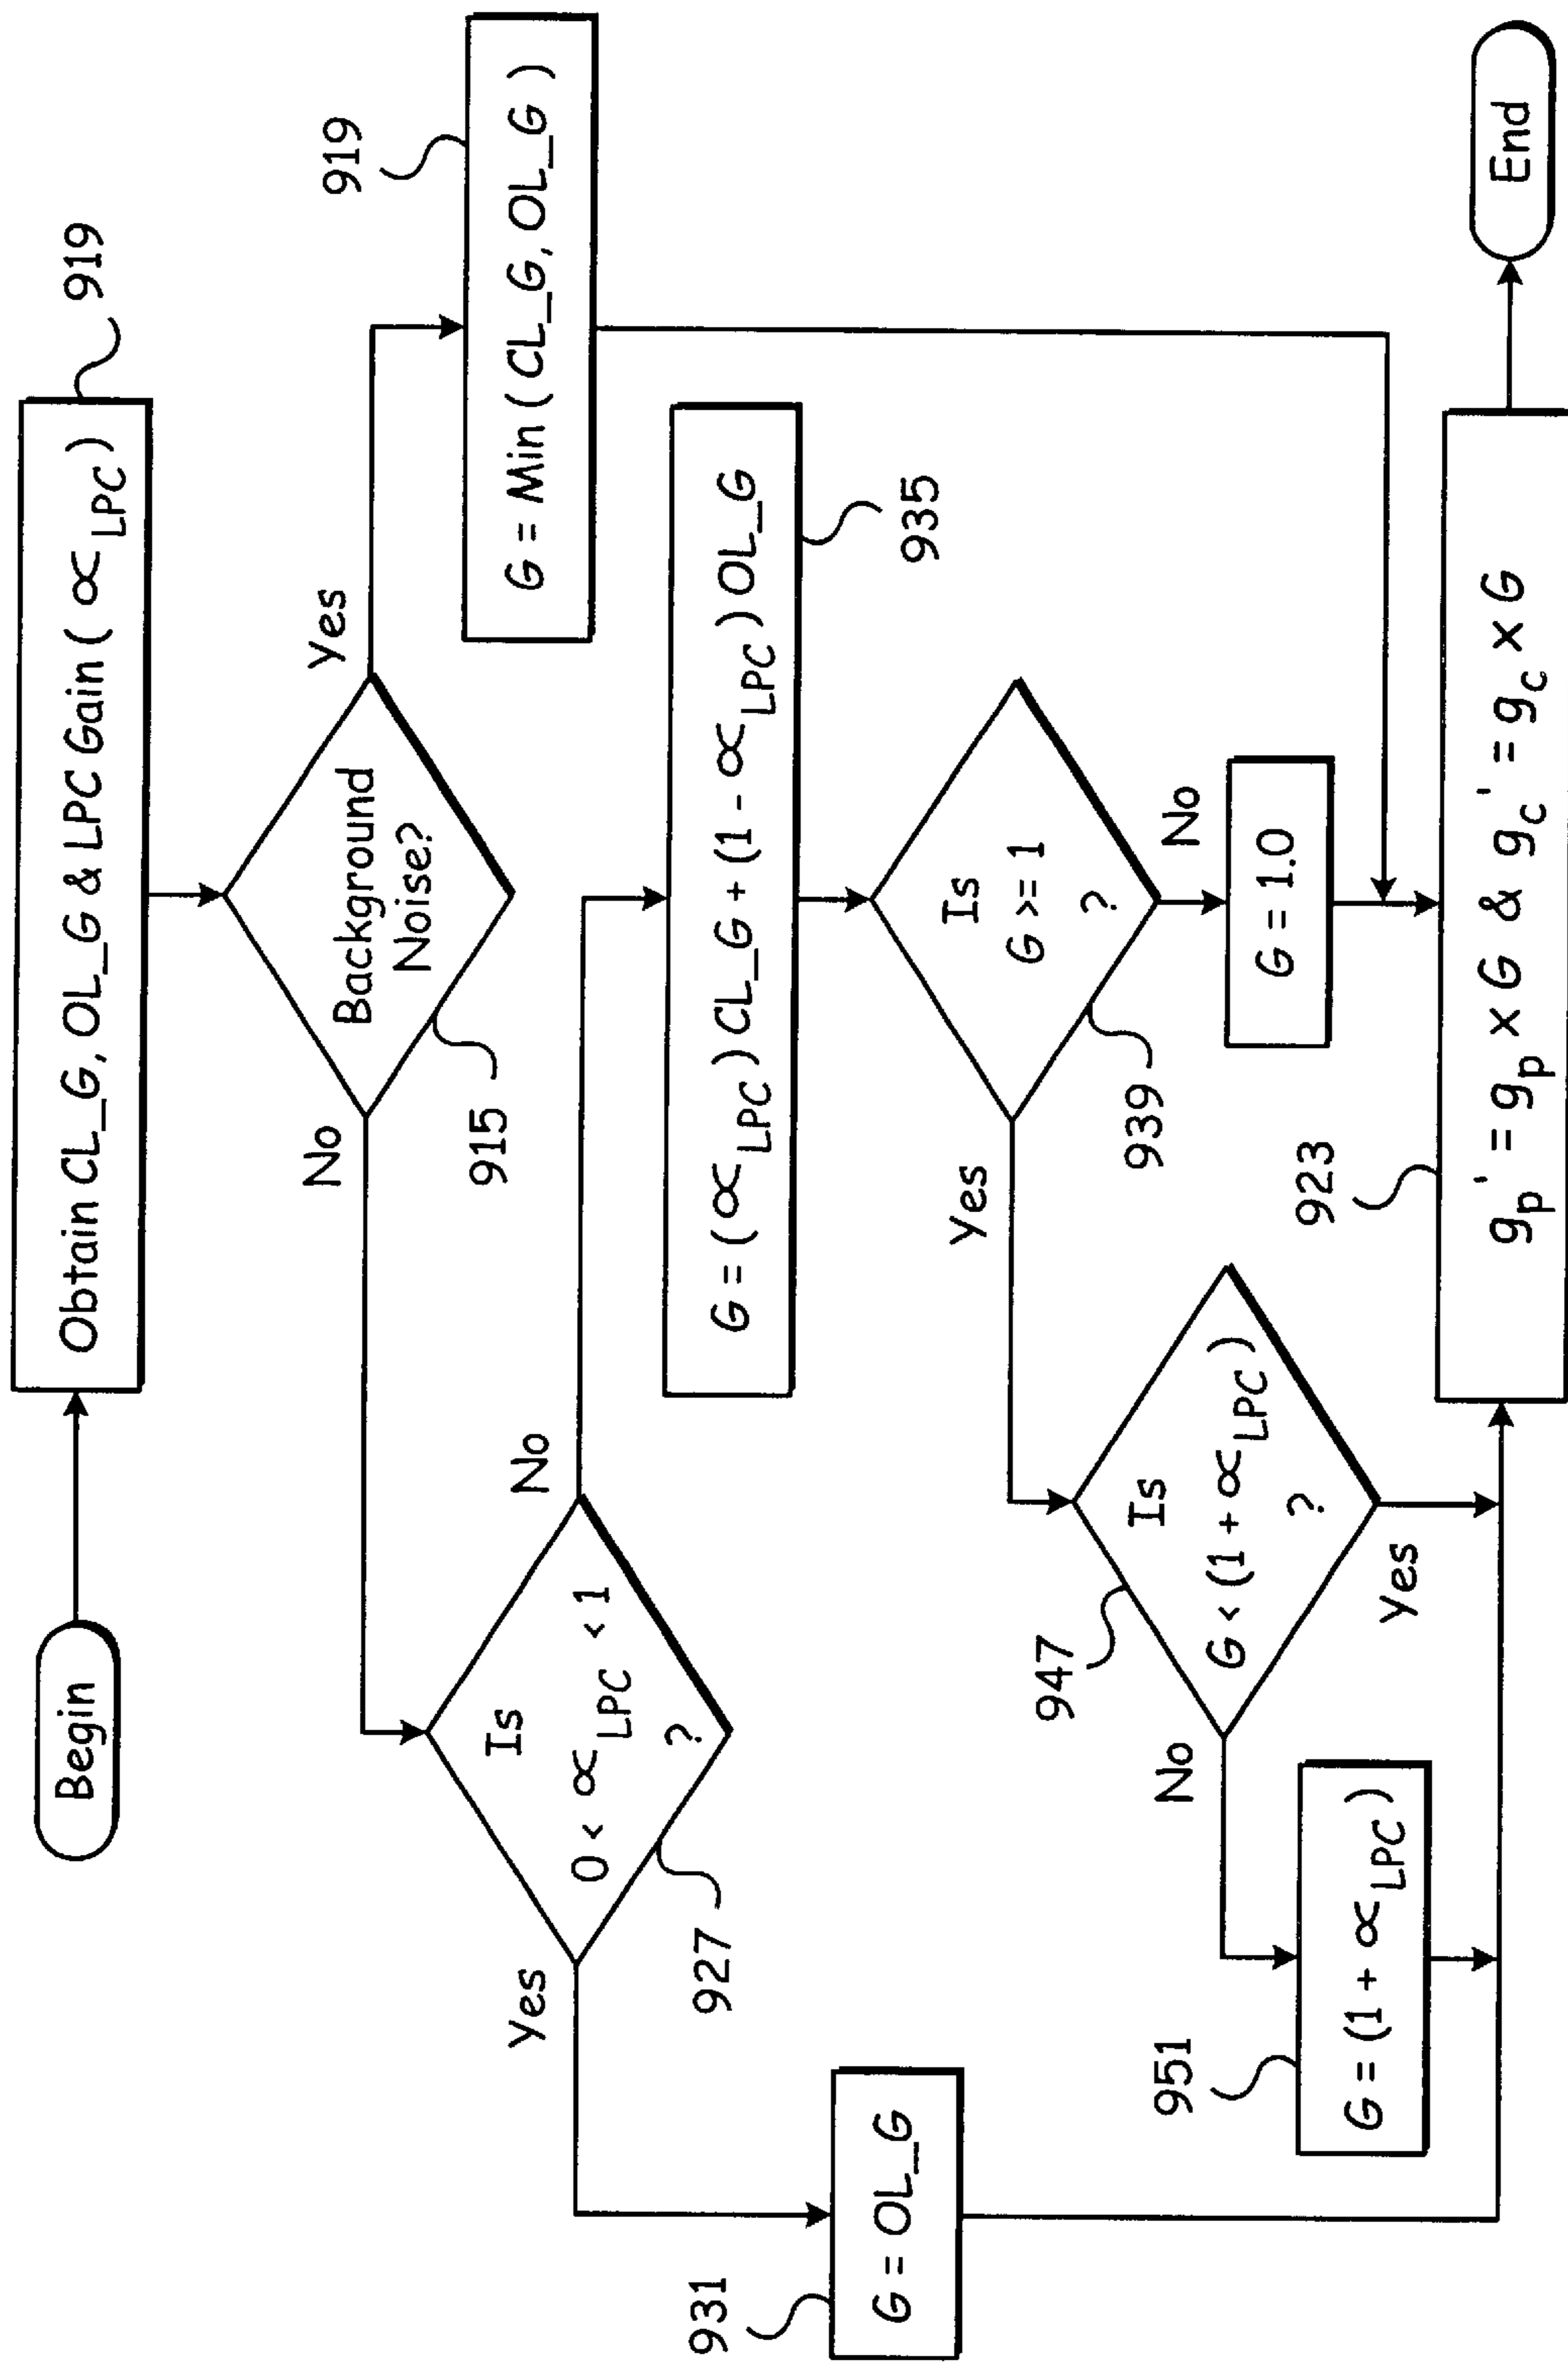 Begin
Obtain CL_G, OL_G & LPC Gain ( ∝LPC)
919
Background
Noise?
No
Yes
915
G = Min ( CL_G, OL_G )
919
Is
0 < ∝LPC < 1
?
Yes
No
927
G = OL_G
931
G = (∝LPC) CL_G + (1 - ∝LPC) OL_G
935
Is
G >= 1
?
Yes
No
939
G = 1.0
Is
G < (1 + ∝LPC)
?
No
Yes
947
G = (1 + ∝LPC)
951
gp' = gp x G & gc' = gc x G
923
End